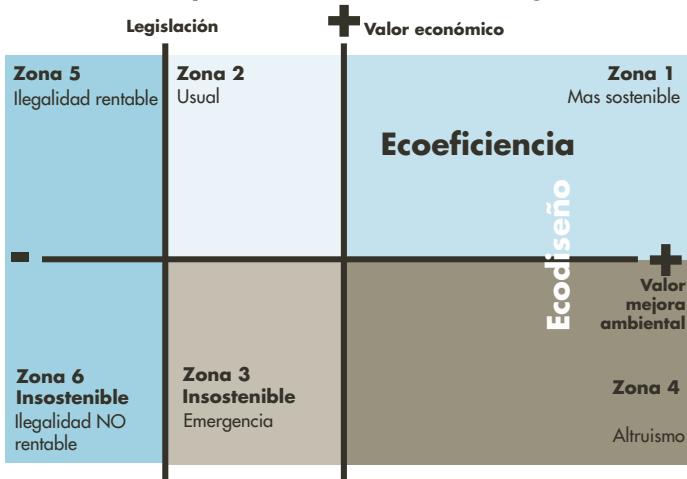 Legislación
Valor económico
Zona 5
Ilegalidad rentable
Zona 2
Usual
Zona 1
Mas sostenible
Ecoeficiencia
Ecodiseño
Valor
mejora
ambiental
Zona 6
Insostenible
Ilegalidad NO
rentable
Zona 3
Insostenible
Emergencia
Zona 4
Altruismo